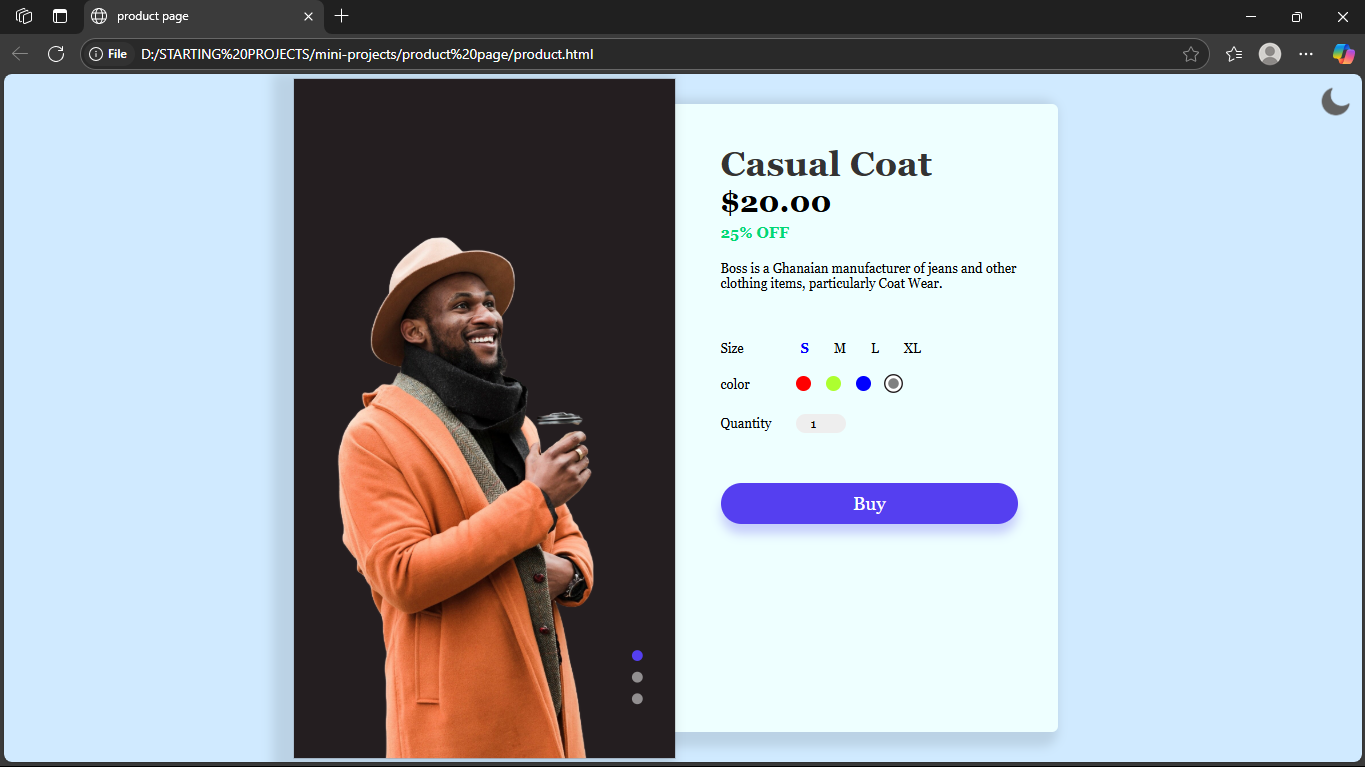 product page
File
D:/STARTING%20PROJECTS/mini-projects/product%20page/product.html
Casual Coat
$20.00
25% OFF
Boss is a Ghanaian manufacturer of jeans and other
clothing items, particularly Coat Wear.
Size S M L XL
color
Quantity 1
Buy